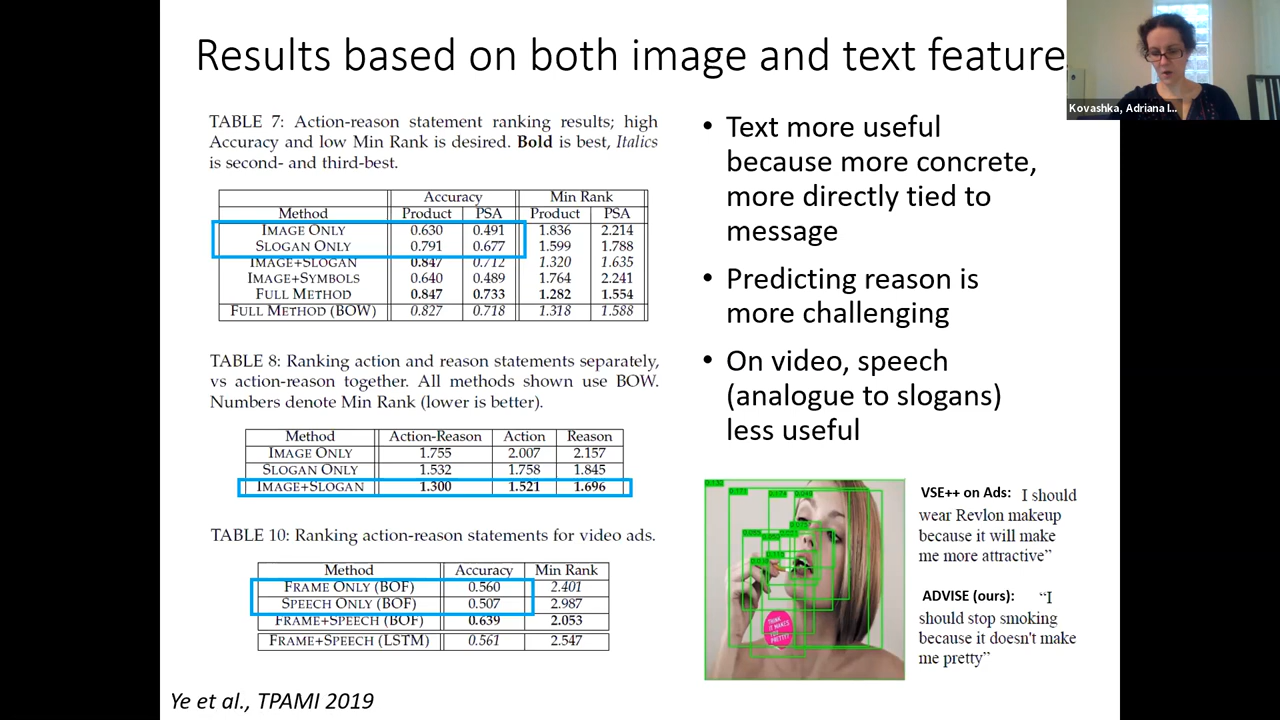 Results based on both image and text feature
Kovashka, Adriana I...
TABLE 7: Action-reason statement ranking results; high
Accuracy and low Min Rank is desired. Bold is best, Italics
is second- and third-best.
Accuracy Min Rank
Method Product PSA Product PSA
IMAGE ONLY 0.630 0.491 1.836 2.214
SLOGAN ONLY 0.791 0.677 1.599 1.788
IMAGE+SLOGAN 0.847 0.712 1.320 1.635
IMAGE+SYMBOLS 0.640 0.489 1.764 2.241
FULL METHOD 0.847 0.733 1.282 1.554
FULL METHOD (BOW) 0.827 0.718 1.318 1.588
TABLE 8: Ranking action and reason statements separately,
vs action-reason together. All methods shown use BOW.
Numbers denote Min Rank (lower is better).
Method Action-Reason Action Reason
IMAGE ONLY 1.755 2.007 2.157
SLOGAN ONLY 1.532 1.758 1.845
IMAGE+SLOGAN 1.300 1.521 1.696
TABLE 10: Ranking action-reason statements for video ads.
Method Accuracy Min Rank
FRAME ONLY (BOF) 0.560 2.401
SPEECH ONLY (BOF) 0.507 2.987
FRAME+SPEECH (BOF) 0.639 2.053
FRAME+SPEECH (LSTM) 0.561 2.547
Ye et al., TPAMI 2019
• Text more useful
because more concrete,
more directly tied to
message
• Predicting reason is
more challenging
• On video, speech
(analogue to slogans)
less useful
THINK
IT MAKES
YOU
PRETTY?
VSE++ on Ads: I should
wear Revlon makeup
because it will make
me more attractive”
ADVISE (ours): “I
should stop smoking
because it doesn't make
me pretty”